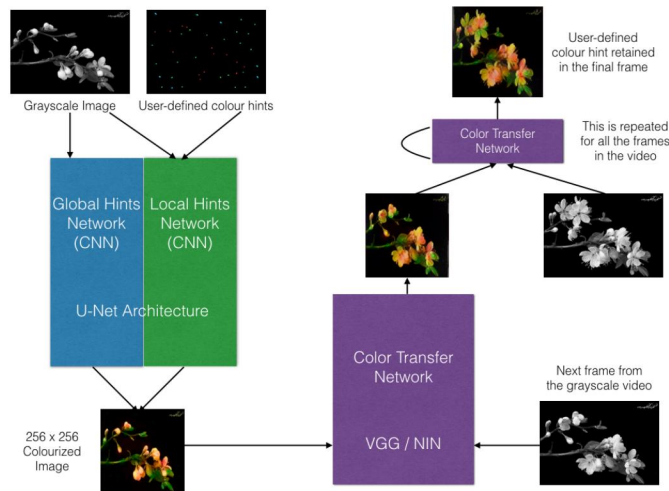 Grayscale Image
User-defined colour hints
Global Hints
Network
(CNN)
Local Hints
Network
(CNN)
U-Net Architecture
256 x 256
Colourized
Image
Color Transfer
Network
VGG / NIN
Next frame from
the grayscale video
Color Transfer
Network
This is repeated
for all the frames
in the video
User-defined
colour hint retained
in the final frame